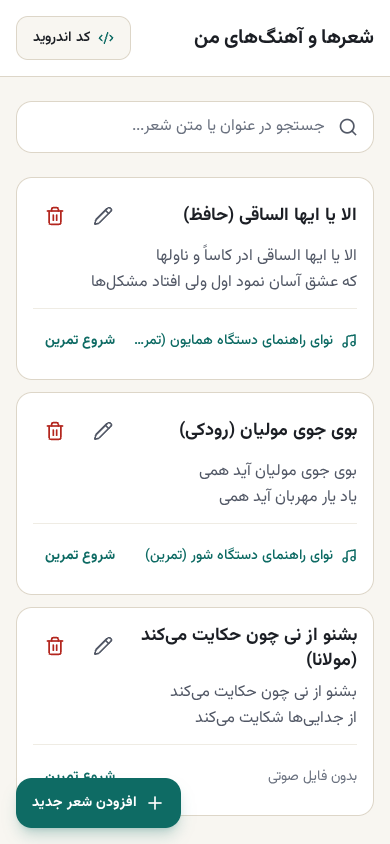 شعرها و آهنگ‌های من
کد اندروید
جستجو در عنوان یا متن شعر...
الا یا ایها الساقی (حافظ)
الا یا ایها الساقی ادر کاساً و ناولها
که عشق آسان نمود اول ولی افتاد مشکل‌ها
نوای راهنمای دستگاه همایون (تمر...
شروع تمرین
بوی جوی مولیان (رودکی)
بوی جوی مولیان آید همی
یاد یار مهربان آید همی
نوای راهنمای دستگاه شور (تمرین)
شروع تمرین
بشنو از نی چون حکایت می‌کند
(مولانا)
بشنو از نی چون حکایت می‌کند
از جدایی‌ها شکایت می‌کند
بدون فایل صوتی
شروع تمرین
افزودن شعر جدید